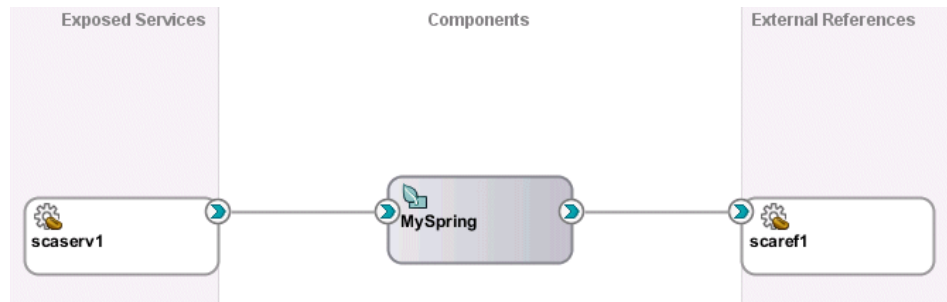 Exposed Services
Components
External References
scaserv1
MySpring
scaref1